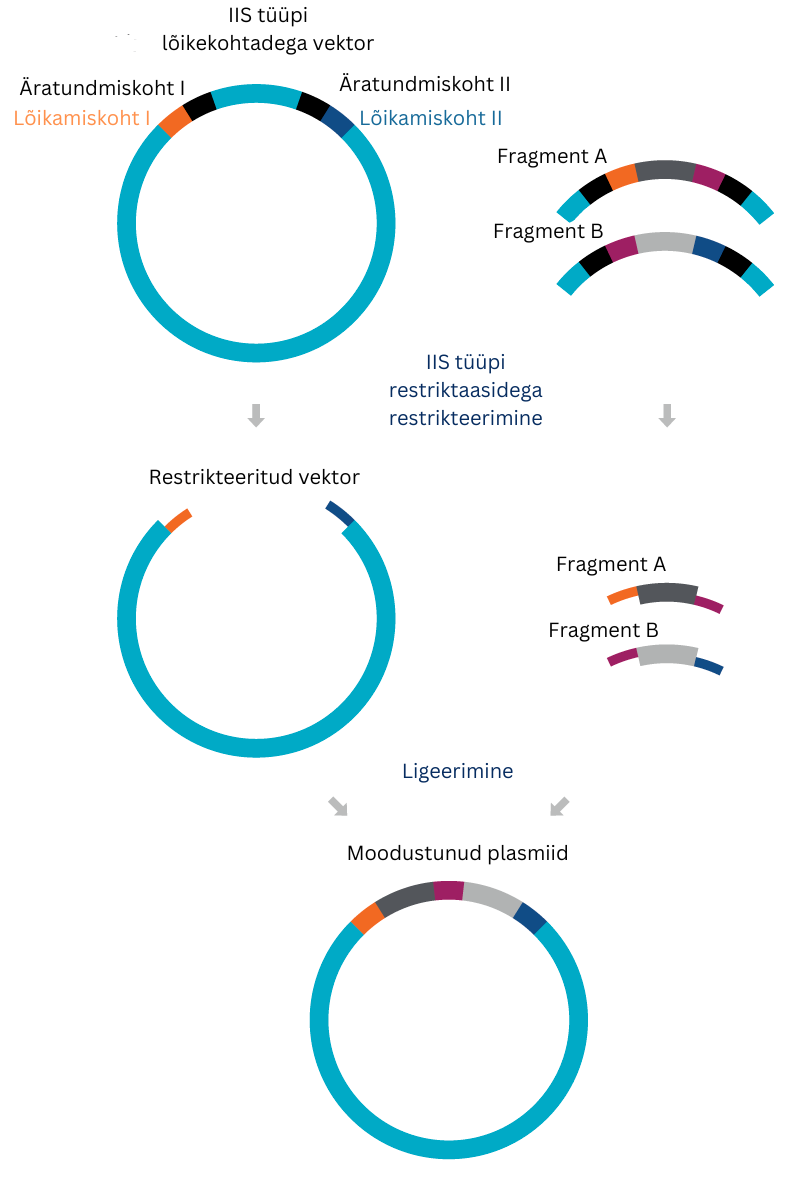 IIS tüüpi
lõikekohtadega vektor
Äratundmiskoht I
Äratundmiskoht II
Lõikamiskoht I
Lõikamiskoht II
Fragment A
Fragment B
IIS tüüpi
restriktaasidega
restrikteerimine
Restrikteeritud vektor
Fragment A
Fragment B
Ligeerimine
Moodustunud plasmiid